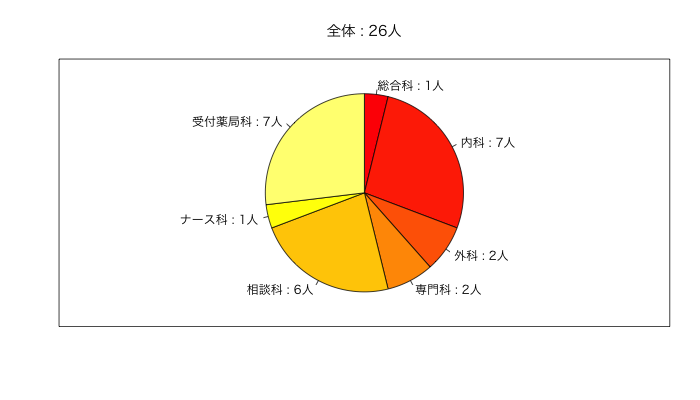 全体 : 26人
総合科 : 1人
内科 : 7人
外科 : 2人
専門科 : 2人
相談科 : 6人
ナース科 : 1人
受付薬局科 : 7人